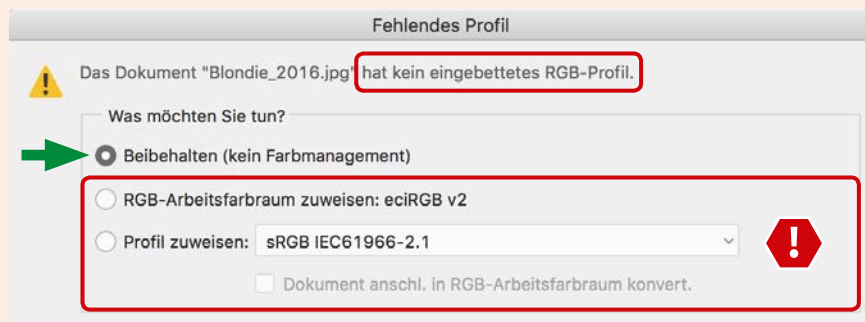 Fehlendes Profil
Das Dokument "Blondie_2016.jpg" hat kein eingebettetes RGB-Profil.
Was möchten Sie tun?
Beibehalten (kein Farbmanagement)
RGB-Arbeitsfarbraum zuweisen: eciRGB v2
Profil zuweisen: sRGB IEC61966-2.1
!
Dokument anschl. in RGB-Arbeitsfarbraum konvert.